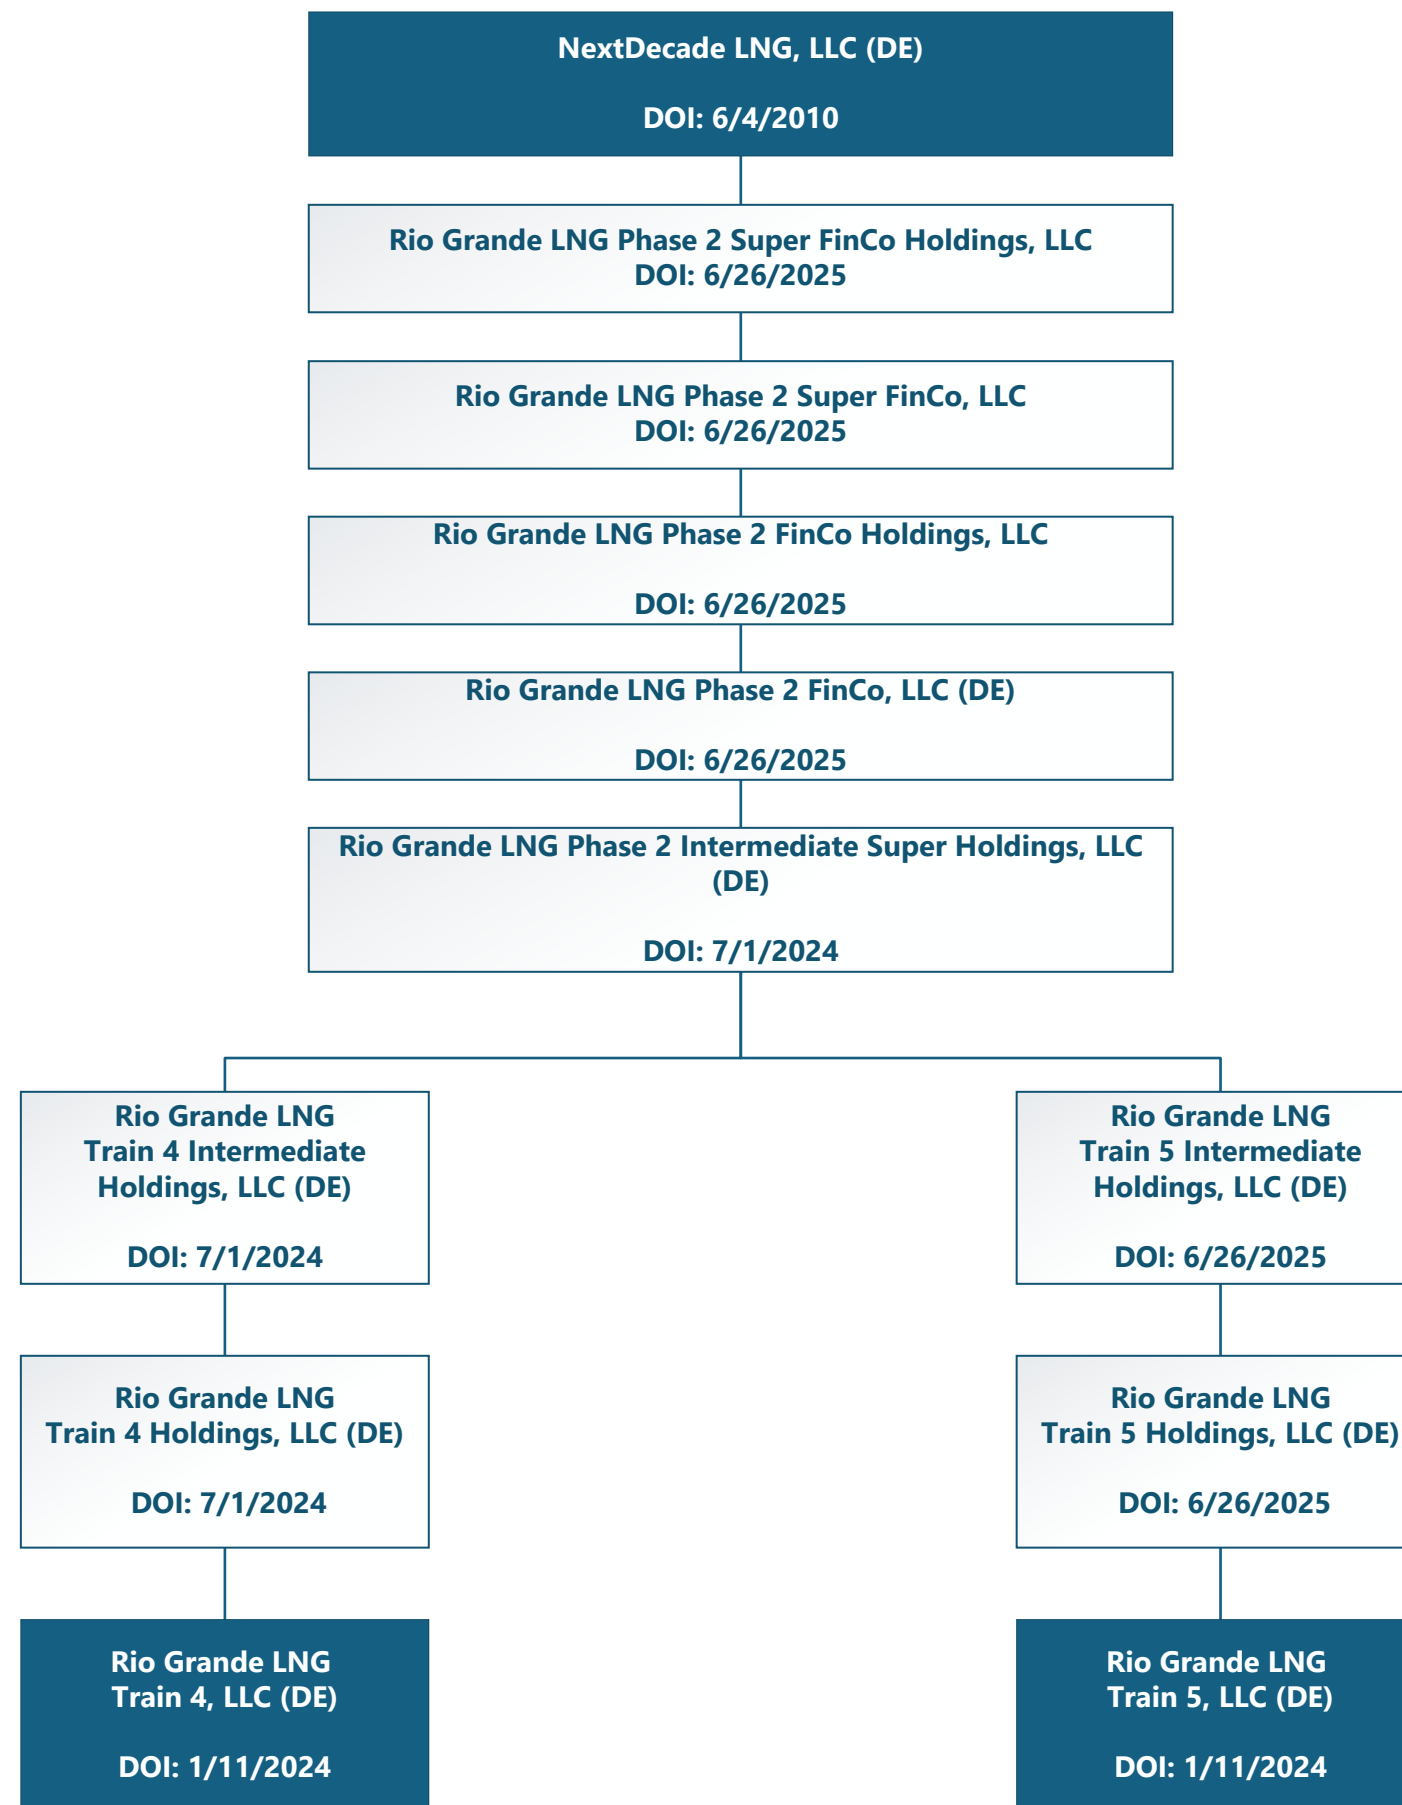 NextDecade LNG, LLC (DE)
DOI: 6/4/2010
Rio Grande LNG Phase 2 Super FinCo Holdings, LLC
DOI: 6/26/2025
Rio Grande LNG Phase 2 Super FinCo, LLC
DOI: 6/26/2025
Rio Grande LNG Phase 2 FinCo Holdings, LLC
DOI: 6/26/2025
Rio Grande LNG Phase 2 FinCo, LLC (DE)
DOI: 6/26/2025
Rio Grande LNG Phase 2 Intermediate Super Holdings, LLC
(DE)
DOI: 7/1/2024
Rio Grande LNG
Train 4 Intermediate
Holdings, LLC (DE)
DOI: 7/1/2024
Rio Grande LNG
Train 5 Intermediate
Holdings, LLC (DE)
DOI: 6/26/2025
Rio Grande LNG
Train 4 Holdings, LLC (DE)
DOI: 7/1/2024
Rio Grande LNG
Train 5 Holdings, LLC (DE)
DOI: 6/26/2025
Rio Grande LNG
Train 4, LLC (DE)
DOI: 1/11/2024
Rio Grande LNG
Train 5, LLC (DE)
DOI: 1/11/2024